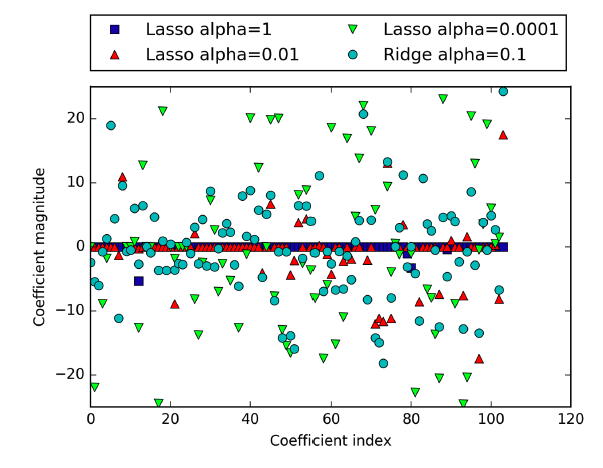 Lasso alpha=1
Lasso alpha=0.0001
Lasso alpha=0.01
Ridge alpha=0.1
20
10
0
−10
−20
Coefficient magnitude
0 20 40 60 80 100 120
Coefficient index